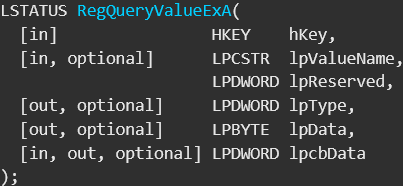 LSTATUS RegQueryValueExA(
  [in]                HKEY    hKey,
  [in, optional]      LPCSTR  lpValueName,
                      LPDWORD lpReserved,
  [out, optional]     LPDWORD lpType,
  [out, optional]     LPBYTE  lpData,
  [in, out, optional] LPDWORD lpcbData
);